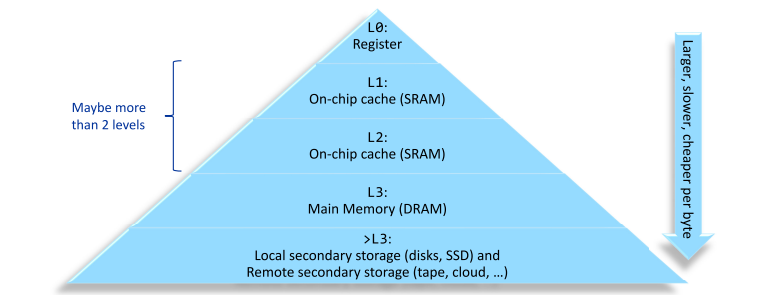 L0:
Register
L1:
On-chip cache (SRAM)
Maybe more
than 2 levels
L2:
On-chip cache (SRAM)
L3:
Main Memory (DRAM)
>L3:
Local secondary storage (disks, SSD) and
Remote secondary storage (tape, cloud, …)
Larger, slower, cheaper per byte